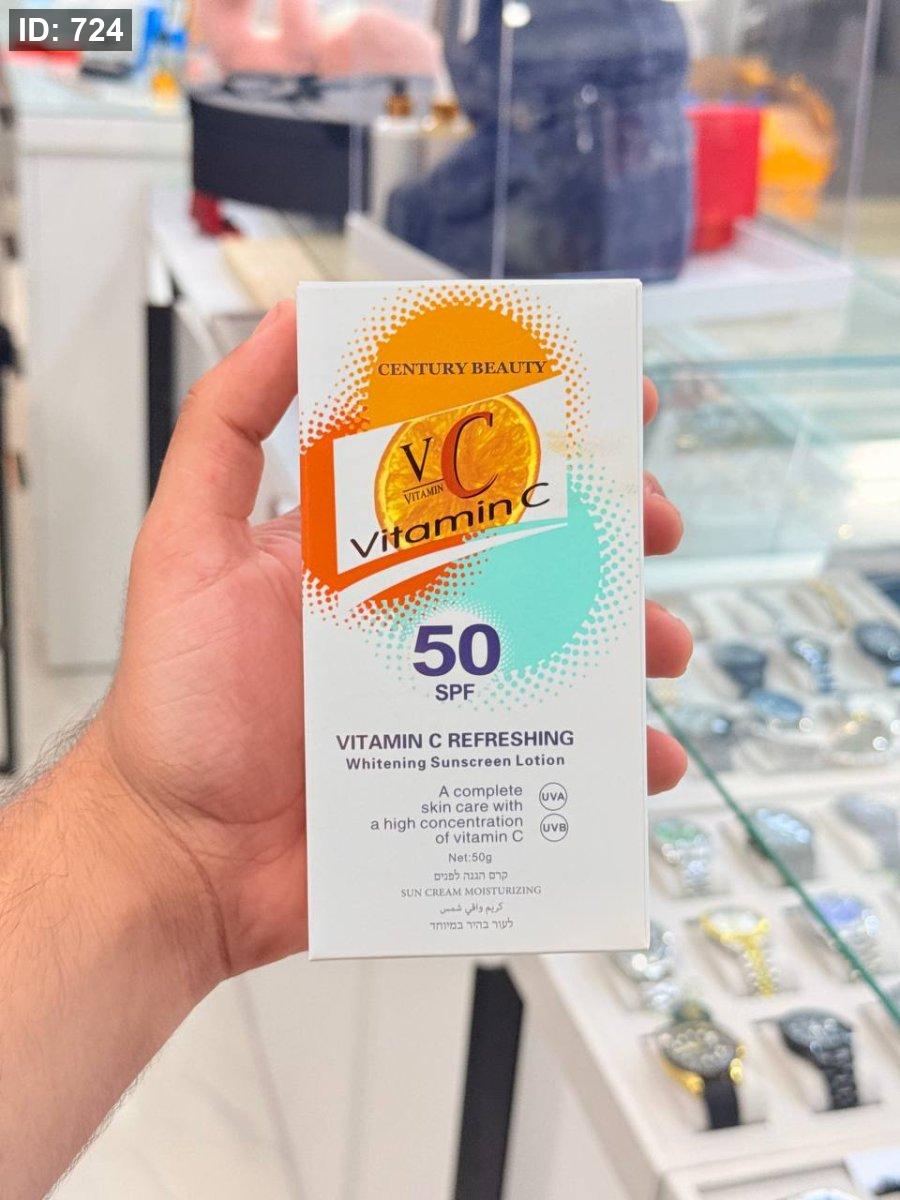 ID: 724
CENTURY BEAUTY
VC
VITAMIN
Vitamin C
50
SPF
VITAMIN C REFRESHING
Whitening Sunscreen Lotion
A complete
skin care with
a high concentration
of vitamin C
UVA
UVB
Net:50g
קרם הגנה לפנים
SUN CREAM MOISTURIZING
كريم واقي شمس
לעור בהיר במיוחד